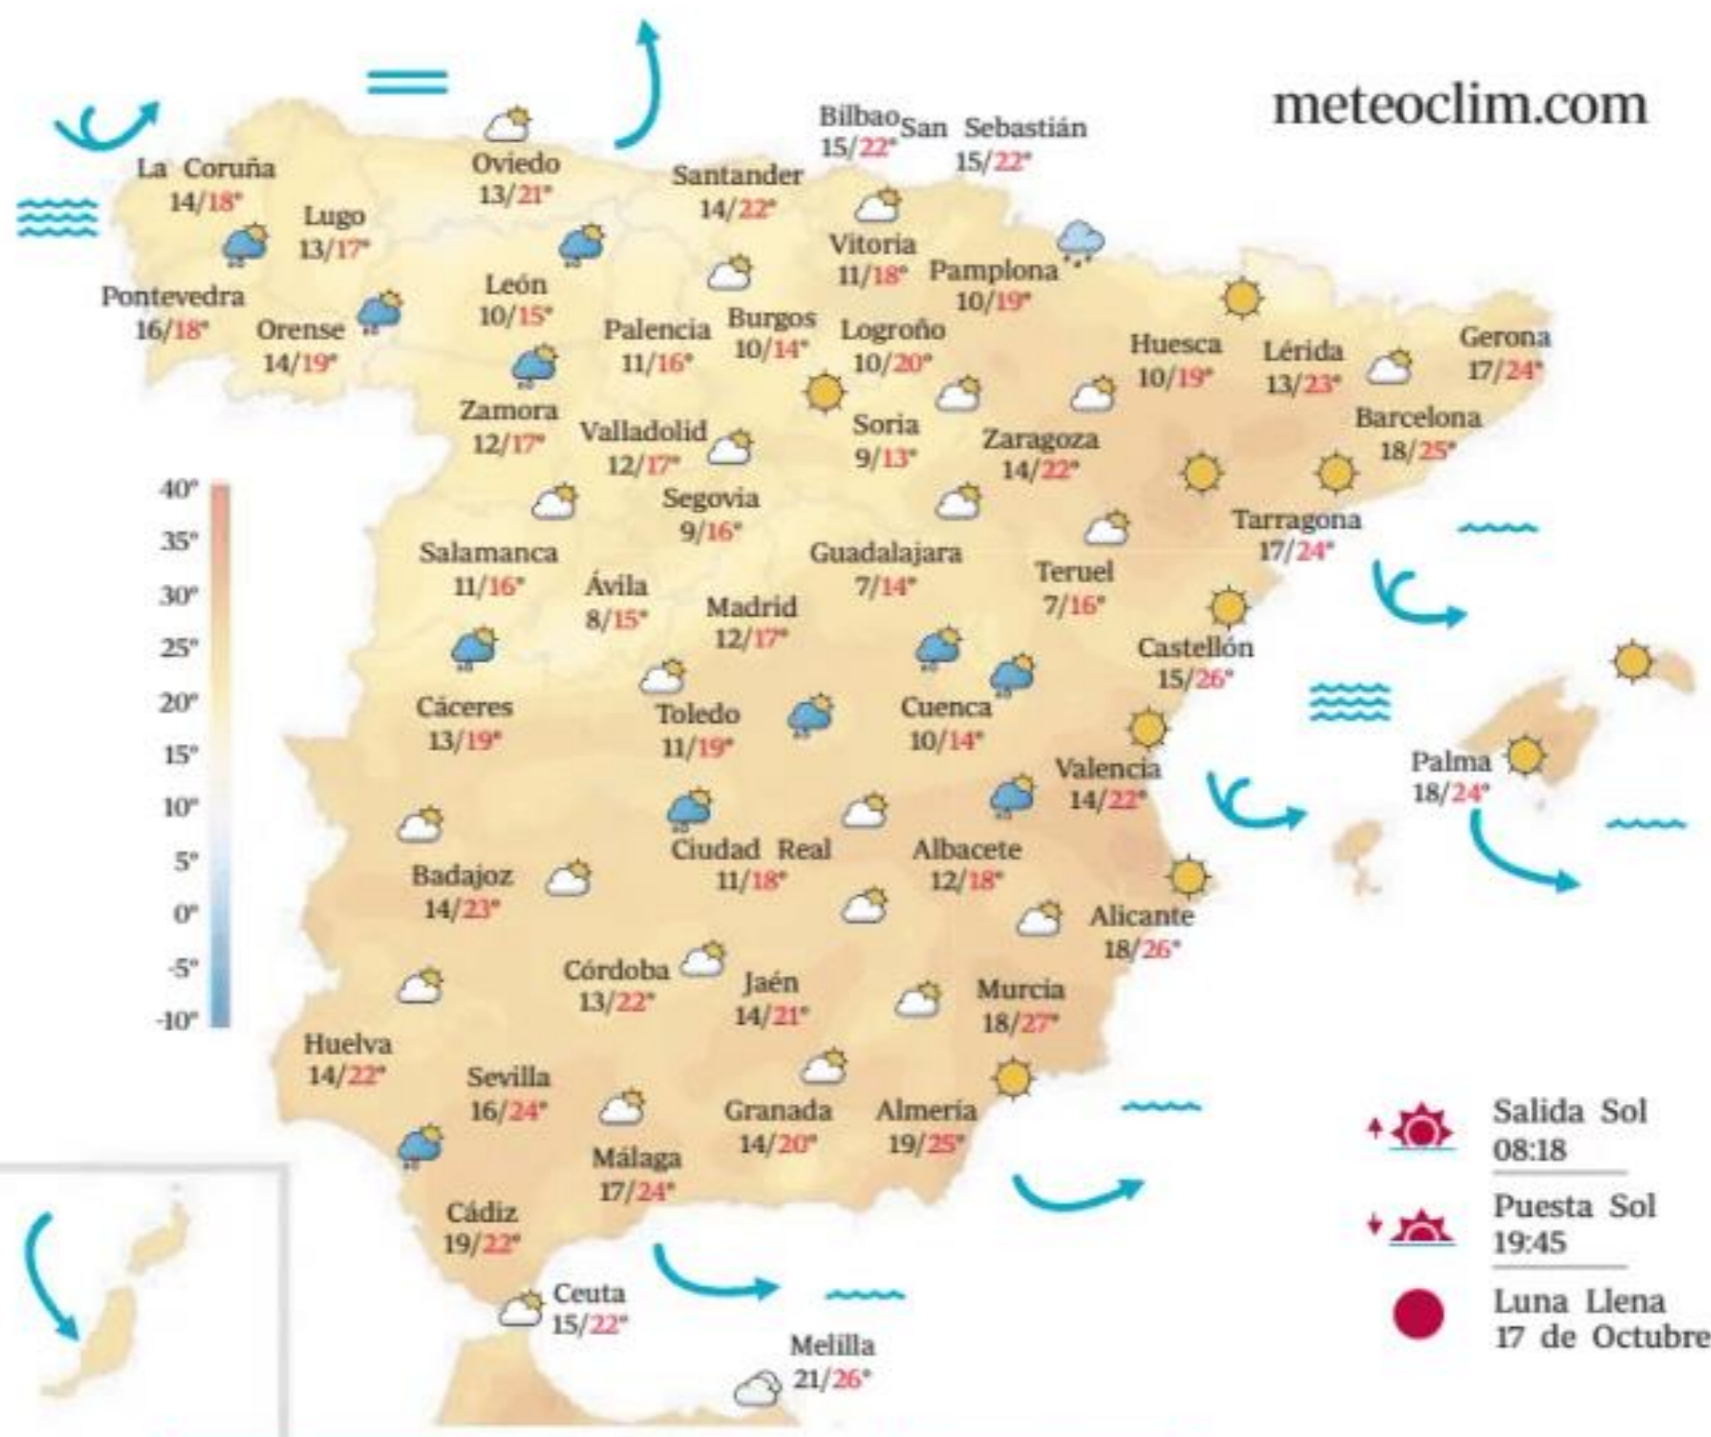 meteoclim.com
La Coruña
14/18°
Lugo
13/17°
Oviedo
13/21°
Santander
14/22°
Bilbao
15/22°
San Sebastián
15/22°
Vitoria
11/18°
Pamplona
10/19°
Pontevedra
16/18°
Orense
14/19°
León
10/15°
Palencia
11/16°
Burgos
10/14°
Logroño
10/20°
Huesca
10/19°
Lérida
13/23°
Gerona
17/24°
Zamora
12/17°
Valladolid
12/17°
Soria
9/13°
Zaragoza
14/22°
Barcelona
18/25°
Segovia
9/16°
Tarragona
17/24°
Salamanca
11/16°
Ávila
8/15°
Madrid
12/17°
Guadalajara
7/14°
Teruel
7/16°
Castellón
15/26°
Cáceres
13/19°
Toledo
11/19°
Cuenca
10/14°
Valencia
14/22°
Palma
18/24°
Badajoz
14/23°
Ciudad Real
11/18°
Albacete
12/18°
Alicante
18/26°
Córdoba
13/22°
Jaén
14/21°
Murcia
18/27°
Huelva
14/22°
Sevilla
16/24°
Málaga
17/24°
Granada
14/20°
Almería
19/25°
Cádiz
19/22°
Ceuta
15/22°
Melilla
21/26°
40°
35°
30°
25°
20°
15°
10°
5°
0°
-5°
-10°
Salida Sol
08:18
Puesta Sol
19:45
Luna Llena
17 de Octubre